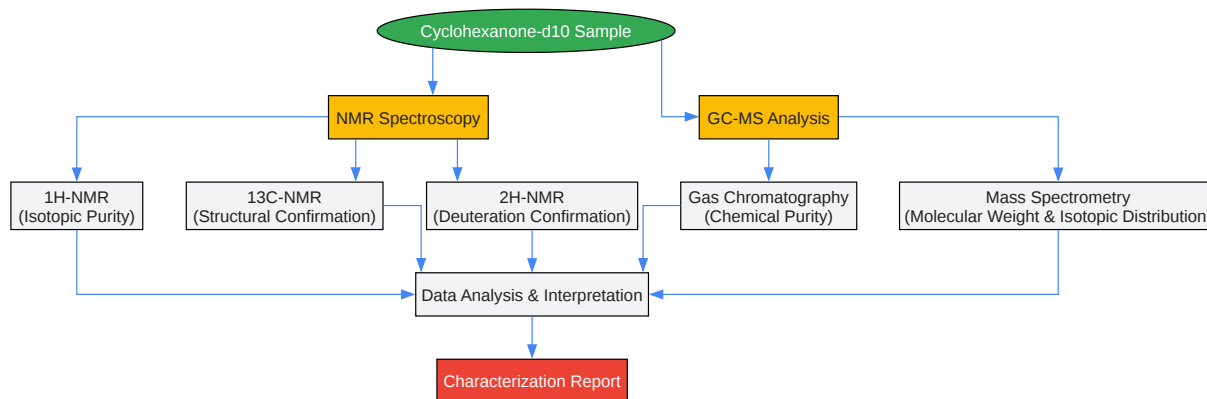 Cyclohexanone-d10 Sample
NMR Spectroscopy
GC-MS Analysis
1H-NMR
(Isotopic Purity)
13C-NMR
(Structural Confirmation)
2H-NMR
(Deuteration Confirmation)
Gas Chromatography
(Chemical Purity)
Mass Spectrometry
(Molecular Weight & Isotopic Distribution)
Data Analysis & Interpretation
Characterization Report